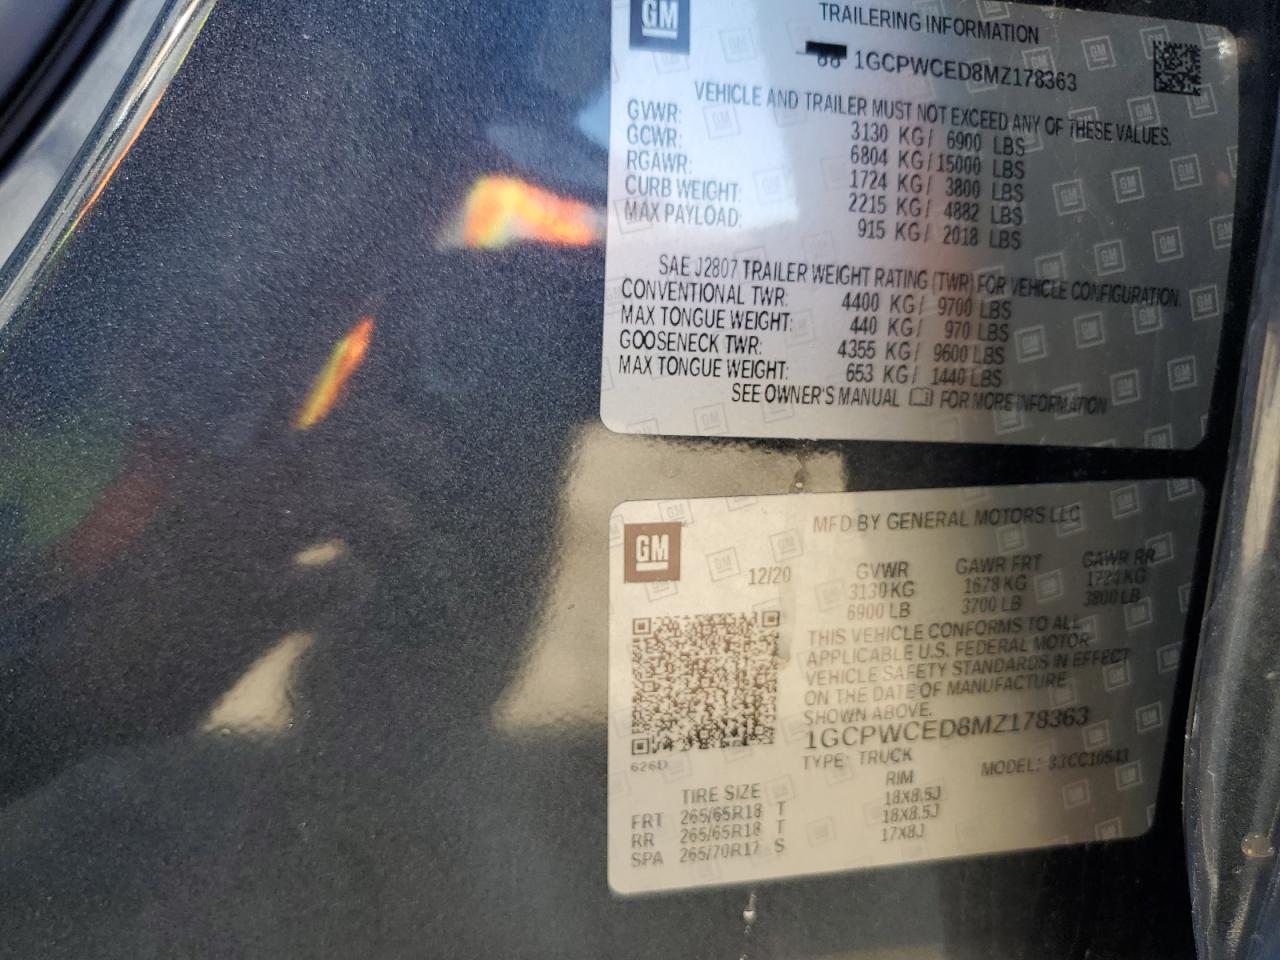 GM
TRAILERING INFORMATION
1GCPWCED8MZ178363
VEHICLE AND TRAILER MUST NOT EXCEED ANY OF THESE VALUES.
GVWR: 3130 KG/ 6900 LBS
GCWR: 6804 KG/15000 LBS
RGAWR: 1724 KG/ 3800 LBS
CURB WEIGHT: 2215 KG/ 4882 LBS
MAX PAYLOAD: 915 KG/ 2018 LBS
SAE J2807 TRAILER WEIGHT RATING (TWR) FOR VEHICLE CONFIGURATION.
CONVENTIONAL TWR: 4400 KG/ 9700 LBS
MAX TONGUE WEIGHT: 440 KG/ 970 LBS
GOOSENECK TWR: 4355 KG/ 9600 LBS
MAX TONGUE WEIGHT: 653 KG/ 1440 LBS
SEE OWNER'S MANUAL FOR MORE INFORMATION
MFD BY GENERAL MOTORS LLC
GM
12/20 GVWR GAWR FRT GAWR RR
3130 KG 1678 KG 1724 KG
6900 LB 3700 LB 3800 LB
THIS VEHICLE CONFORMS TO ALL
APPLICABLE U.S. FEDERAL MOTOR
VEHICLE SAFETY STANDARDS IN EFFECT
ON THE DATE OF MANUFACTURE
SHOWN ABOVE.
1GCPWCED8MZ178363
626D
TYPE: TRUCK MODEL:
TIRE SIZE RIM
FRT 265/65R18 T 18X8.5J
RR 265/65R18 T 18X8.5J
SPA 265/70R17 S 17X8J